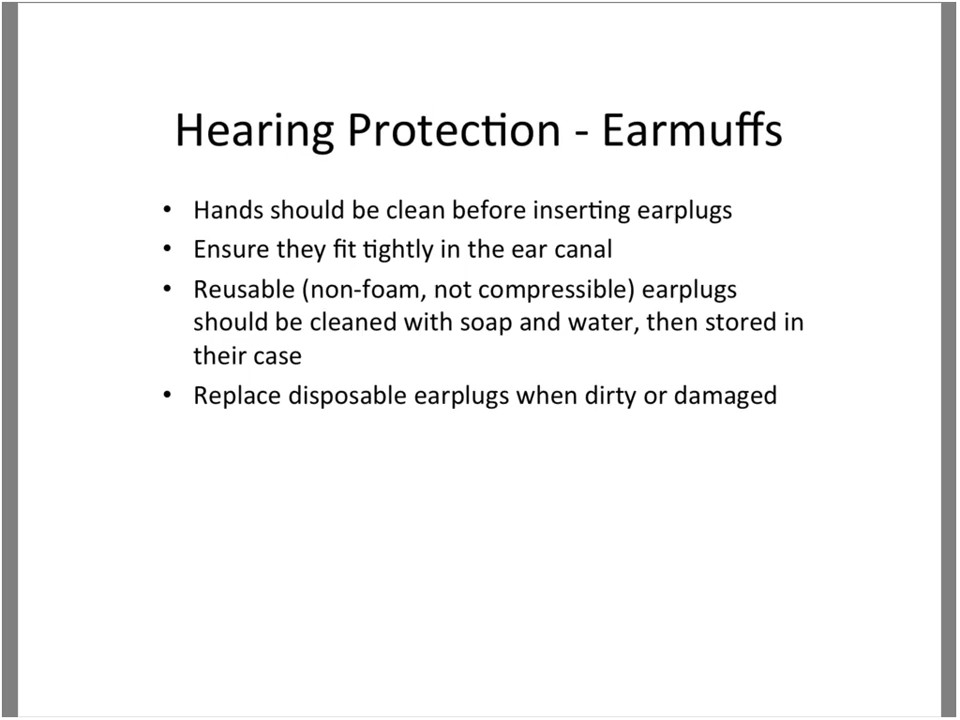 Hearing Protection - Earmuffs
• Hands should be clean before inserting earplugs
• Ensure they fit tightly in the ear canal
• Reusable (non-foam, not compressible) earplugs
should be cleaned with soap and water, then stored in
their case
• Replace disposable earplugs when dirty or damaged